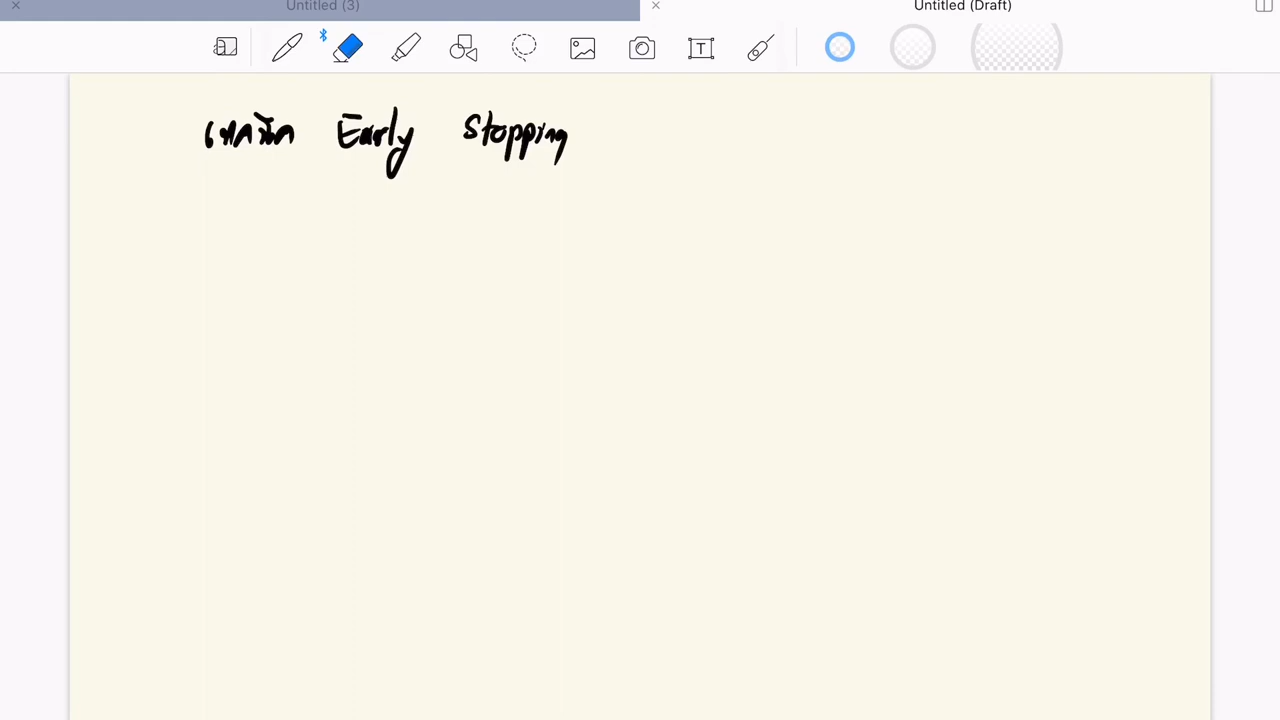 Untitled (3)
Untitled (Draft)
T
เทคนิค Early Stopping